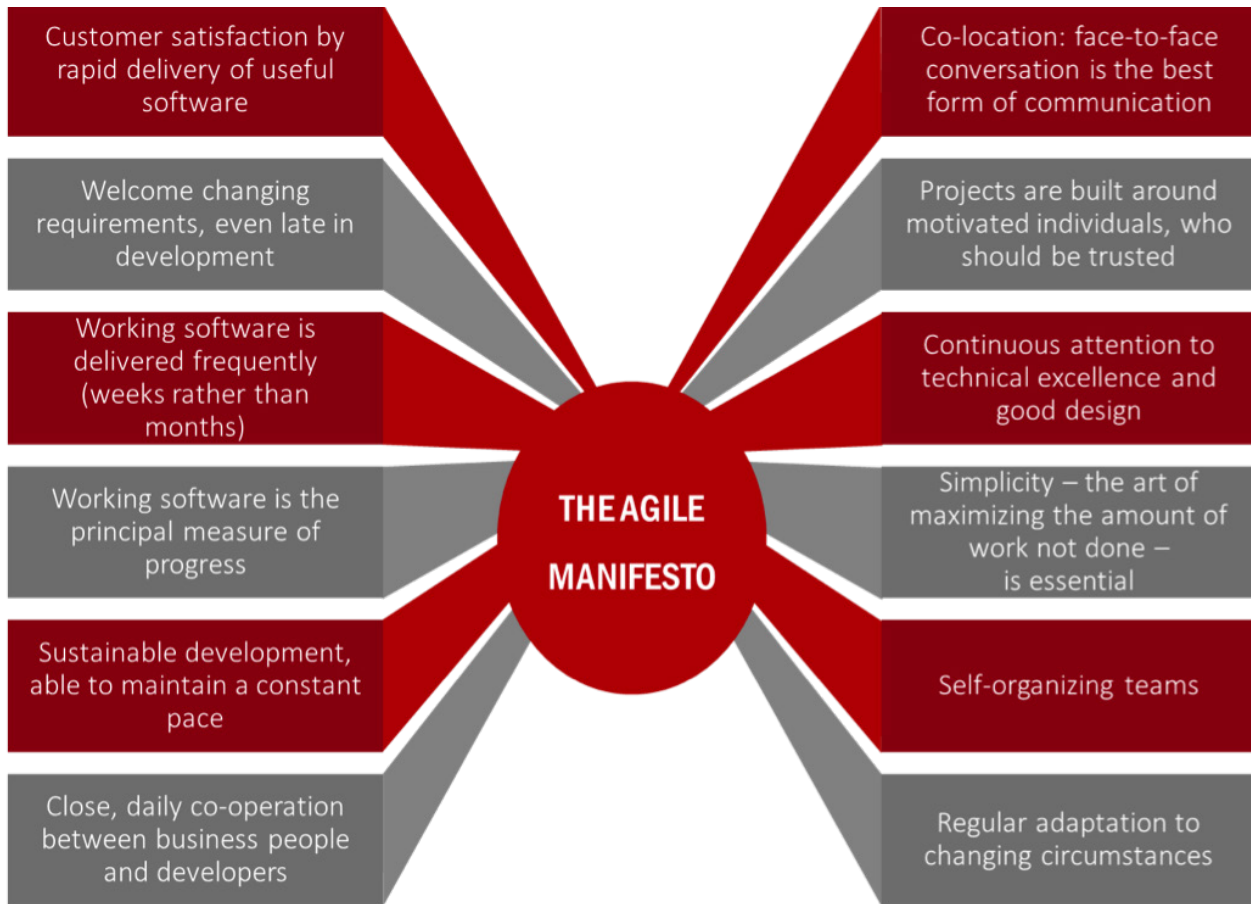 Customer satisfaction by
rapid delivery of useful
software
Welcome changing
requirements, even late in
development
Working software is
delivered frequently
(weeks rather than
months)
Working software is the
principal measure of
progress
Sustainable development,
able to maintain a constant
pace
Close, daily co-operation
between business people
and developers
THE AGILE
MANIFESTO
Co-location: face-to-face
conversation is the best
form of communication
Projects are built around
motivated individuals, who
should be trusted
Continuous attention to
technical excellence and
good design
Simplicity – the art of
maximizing the amount of
work not done –
is essential
Self-organizing teams
Regular adaptation to
changing circumstances